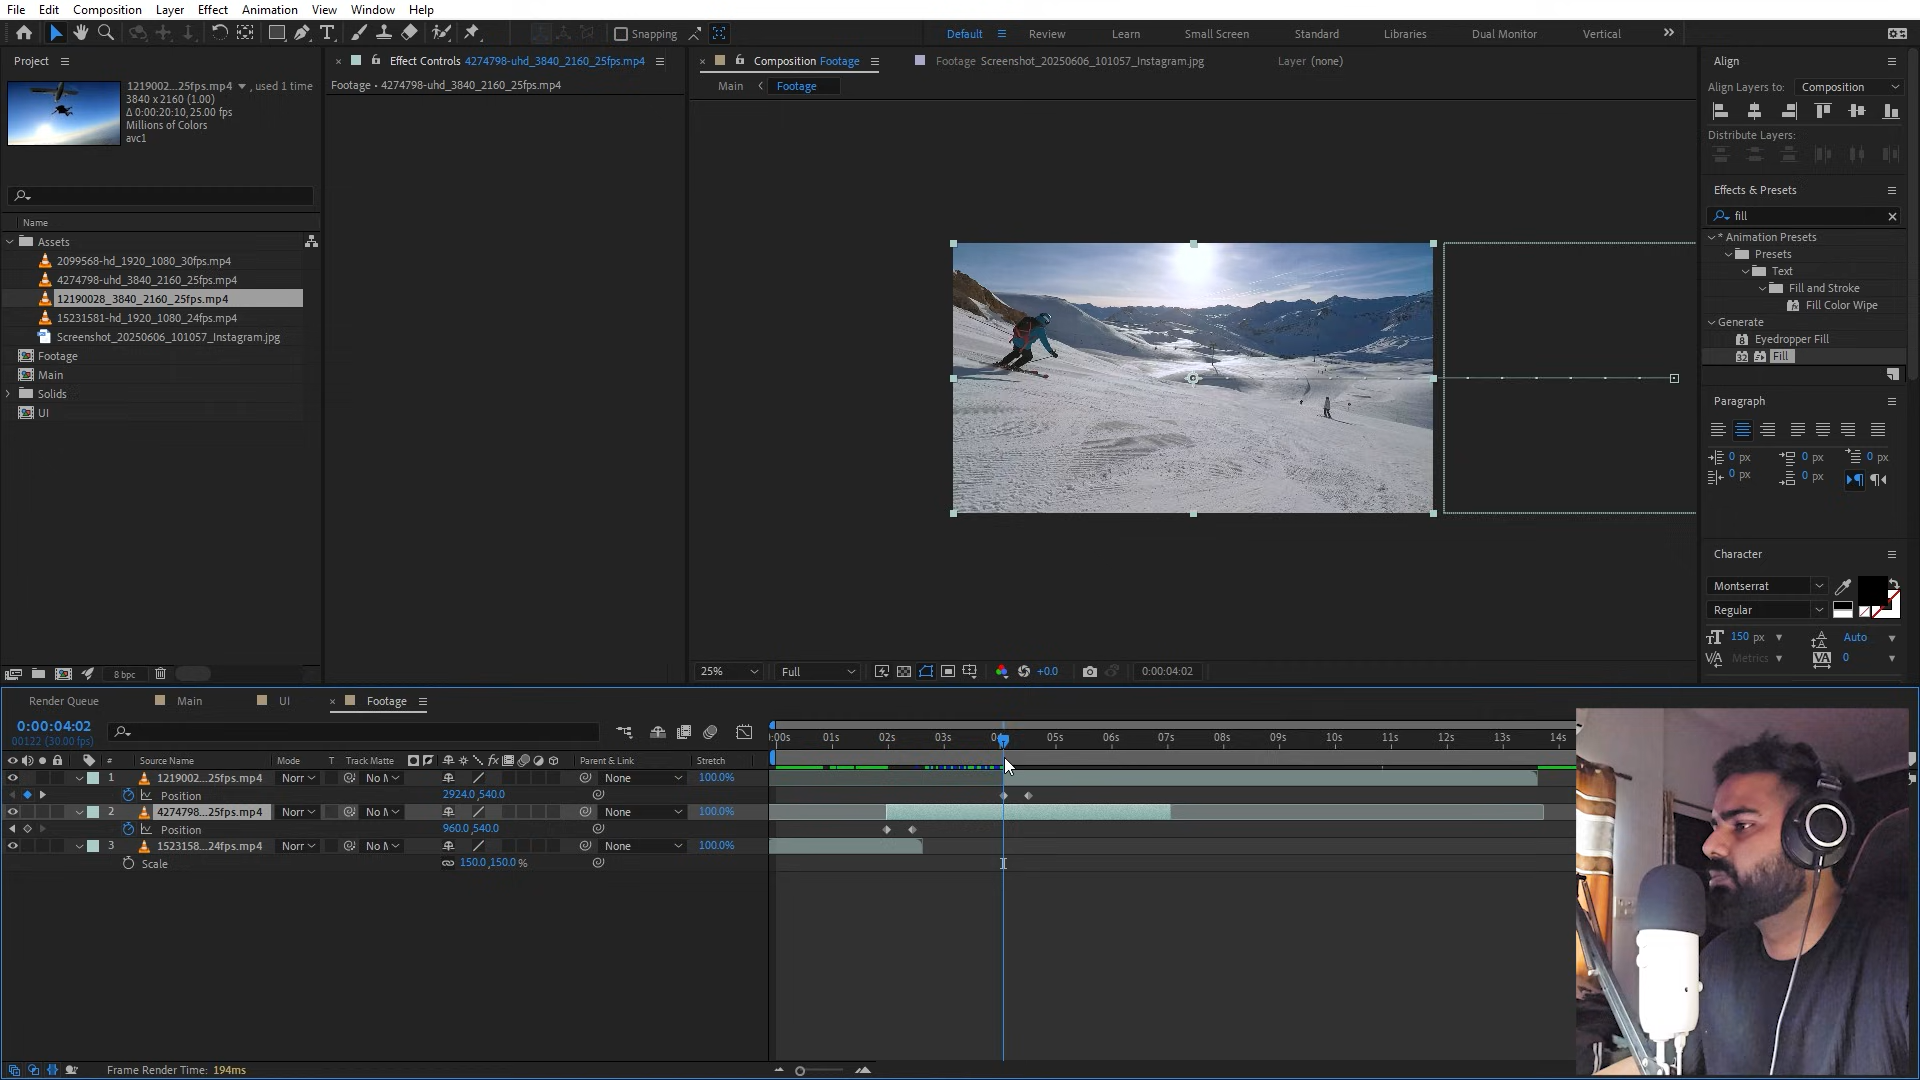 File Edit Composition Layer Effect Animation View Window Help
Snapping
Default Review Learn Small Screen Standard Libraries Dual Monitor Vertical
Project
1219002...25fps.mp4 , used 1 time
3840 x 2160 (1.00)
Δ 0:00:20:10, 25.00 fps
Millions of Colors
avc1
Name
Assets
2099568-hd_1920_1080_30fps.mp4
4274798-uhd_3840_2160_25fps.mp4
12190028_3840_2160_25fps.mp4
15231581-hd_1920_1080_24fps.mp4
Screenshot_20250606_101057_Instagram.jpg
Footage
Main
Solids
UI
8 bpc
Effect Controls 4274798-uhd_3840_2160_25fps.mp4
Footage • 4274798-uhd_3840_2160_25fps.mp4
Composition Footage
Footage Screenshot_20250606_101057_Instagram.jpg
Layer (none)
Main Footage
25% Full +0.0 0:00:04:02
Align
Align Layers to: Composition
Distribute Layers:
Effects & Presets
fill
* Animation Presets
Presets
Text
Fill and Stroke
Fill Color Wipe
Generate
Eyedropper Fill
32 Fill
Paragraph
0 px 0 px 0 px
0 px 0 px
Character
Montserrat
Regular
150 px Auto
Metrics 0
Render Queue Main UI Footage
0:00:04:02
00122 (30.00 fps)
:00s 01s 02s 03s 04s 05s 06s 07s 08s 09s 10s 11s 12s 13s 14s
# Source Name Mode T Track Matte fx Parent & Link Stretch
1 1219002...25fps.mp4 Norr No M None 100.0%
Position 2924.0,540.0
2 4274798...25fps.mp4 Norr No M None 100.0%
Position 960.0,540.0
3 1523158...24fps.mp4 Norr No M None 100.0%
Scale 150.0,150.0 %
Frame Render Time: 194ms